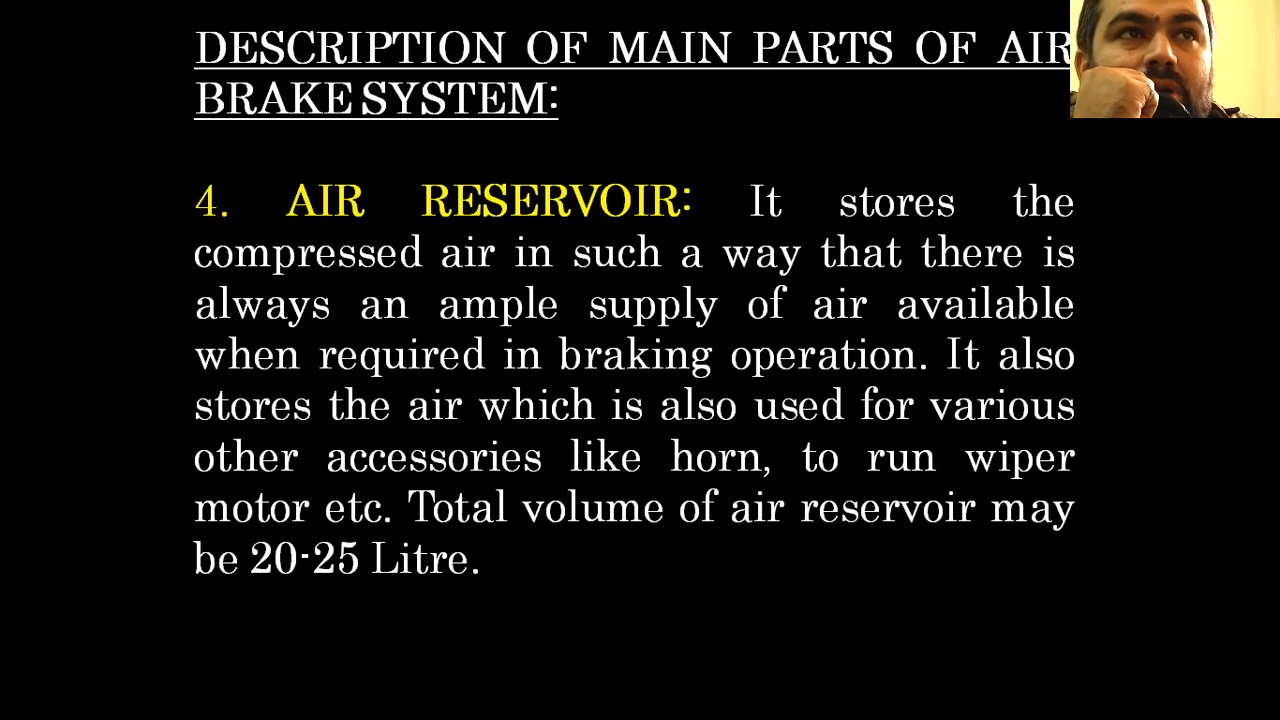 DESCRIPTION OF MAIN PARTS OF AIR
BRAKE SYSTEM:
4. AIR RESERVOIR: It stores the
compressed air in such a way that there is
always an ample supply of air available
when required in braking operation. It also
stores the air which is also used for various
other accessories like horn, to run wiper
motor etc. Total volume of air reservoir may
be 20-25 Litre.